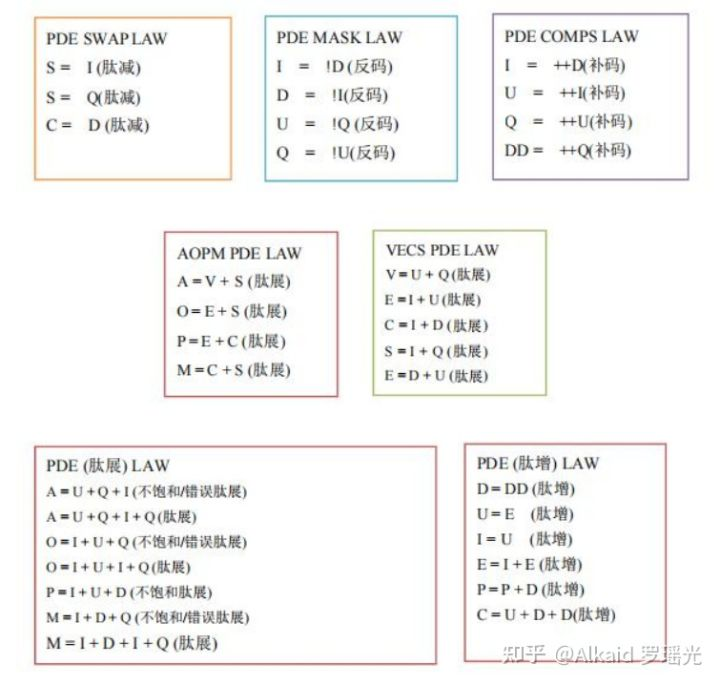 PDE SWAP LAW
S = I (肽减)
S = Q(肽减)
C = D (肽减)
PDE MASK LAW
I = !D (反码)
D = !I(反码)
U = !Q (反码)
Q = !U(反码)
PDE COMPS LAW
I = ++D(补码)
U = ++I(补码)
Q = ++U(补码)
DD = ++Q(补码)
AOPM PDE LAW
A = V + S (肽展)
O = E + S (肽展)
P = E + C (肽展)
M = C + S (肽展)
VECS PDE LAW
V = U + Q (肽展)
E = I + U (肽展)
C = I + D (肽展)
S = I + Q (肽展)
E = D + U (肽展)
PDE (肽展) LAW
A = U + Q + I (不饱和/错误肽展)
A = U + Q + I + Q (肽展)
O = I + U + Q (不饱和/错误肽展)
O = I + U + I + Q (肽展)
P = I + U + D (不饱和肽展)
M = I + D + Q (不饱和/错误肽展)
M = I + D + I + Q (肽展)
PDE (肽增) LAW
D = DD (肽增)
U = E (肽增)
I = U (肽增)
E = I + E (肽增)
P = P + D (肽增)
C = U + D + D(肽增)
知乎 @Alkaid 罗瑶光